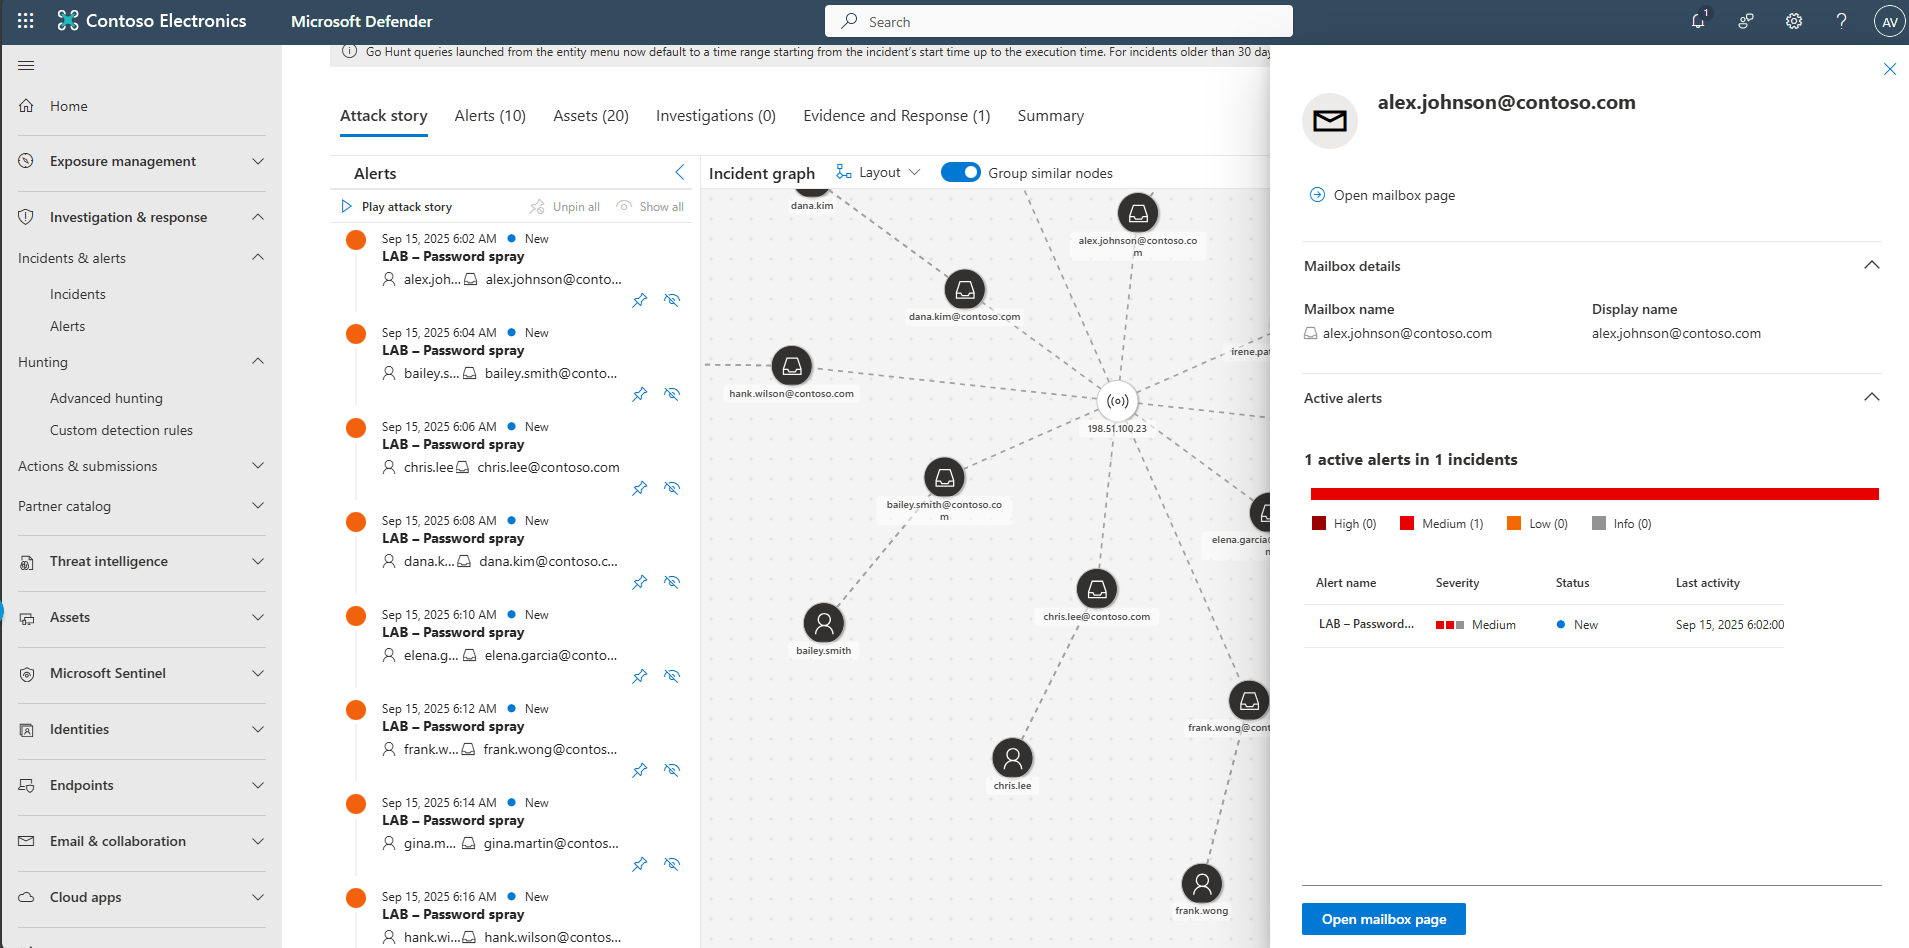 Contoso Electronics
Microsoft Defender
Search
1
AV
Home
Exposure management
Investigation & response
Incidents & alerts
Incidents
Alerts
Hunting
Advanced hunting
Custom detection rules
Actions & submissions
Partner catalog
Threat intelligence
Assets
Microsoft Sentinel
Identities
Endpoints
Email & collaboration
Cloud apps
Go Hunt queries launched from the entity menu now default to a time range starting from the incident's start time up to the execution time. For incidents older than 30 day
Attack story
Alerts (10)
Assets (20)
Investigations (0)
Evidence and Response (1)
Summary
Alerts
Play attack story
Unpin all
Show all
Sep 15, 2025 6:02 AM New
LAB – Password spray
alex.joh... alex.johnson@conto...
Sep 15, 2025 6:04 AM New
LAB – Password spray
bailey.s... bailey.smith@conto...
Sep 15, 2025 6:06 AM New
LAB – Password spray
chris.lee chris.lee@contoso.com
Sep 15, 2025 6:08 AM New
LAB – Password spray
dana.k... dana.kim@contoso.c...
Sep 15, 2025 6:10 AM New
LAB – Password spray
elena.g... elena.garcia@conto...
Sep 15, 2025 6:12 AM New
LAB – Password spray
frank.w... frank.wong@contos...
Sep 15, 2025 6:14 AM New
LAB – Password spray
gina.m... gina.martin@contos...
Sep 15, 2025 6:16 AM New
LAB – Password spray
hank.wi... hank.wilson@contos...
Incident graph
Layout
Group similar nodes
dana.kim
alex.johnson@contoso.co
m
dana.kim@contoso.com
irene.pat
hank.wilson@contoso.com
198.51.100.23
bailey.smith@contoso.co
m
elena.garcia@
n
chris.lee@contoso.com
bailey.smith
frank.wong@cont
chris.lee
frank.wong
alex.johnson@contoso.com
Open mailbox page
Mailbox details
Mailbox name
Display name
alex.johnson@contoso.com
alex.johnson@contoso.com
Active alerts
1 active alerts in 1 incidents
High (0)
Medium (1)
Low (0)
Info (0)
Alert name
Severity
Status
Last activity
LAB – Password...
Medium
New
Sep 15, 2025 6:02:00
Open mailbox page